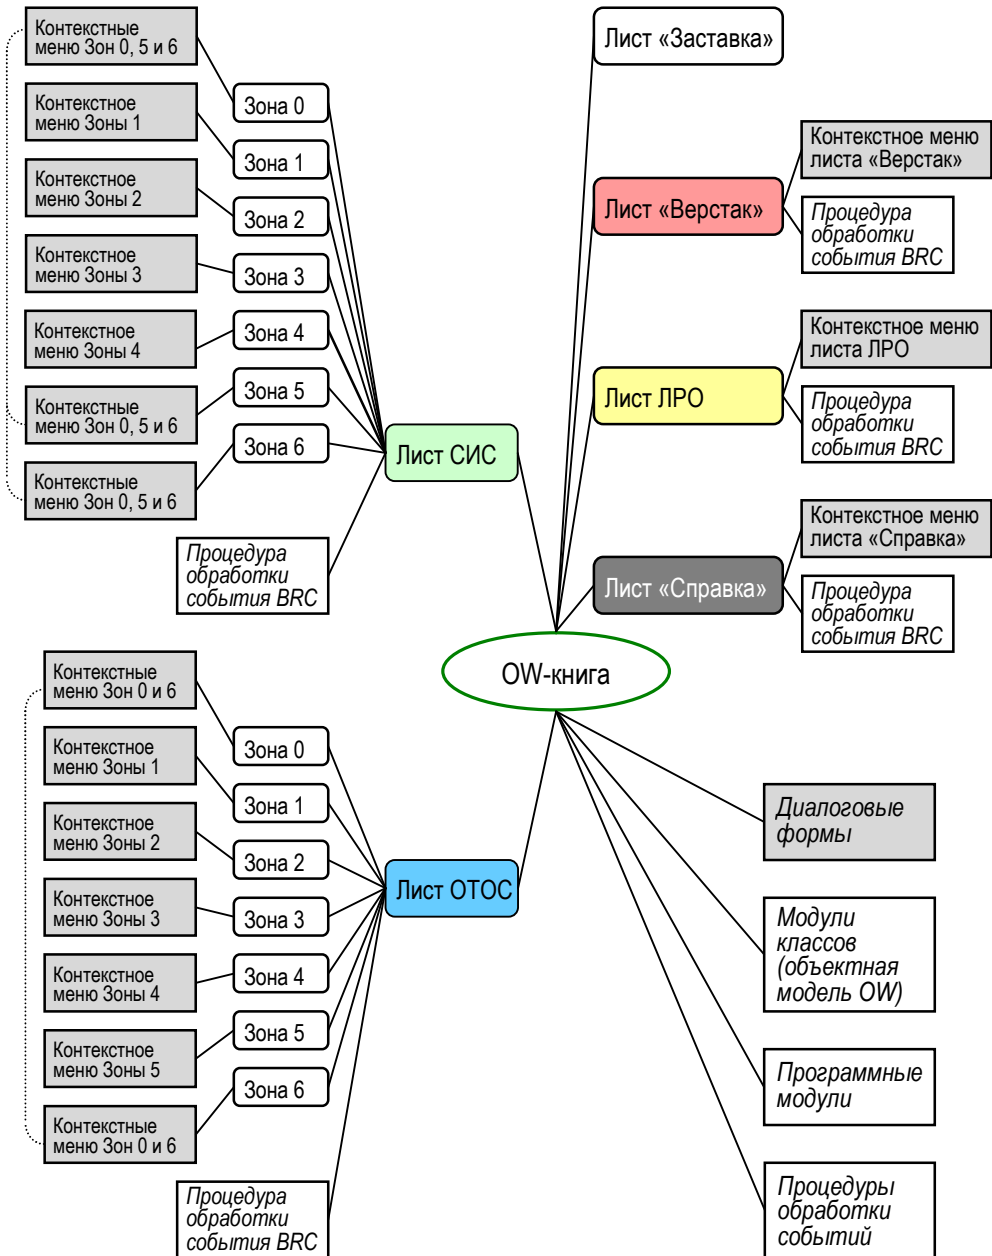 Контекстные
меню Зон 0, 5 и 6
Контекстное
меню Зоны 1
Контекстное
меню Зоны 2
Контекстное
меню Зоны 3
Контекстное
меню Зоны 4
Контекстные
меню Зон 0, 5 и 6
Контекстные
меню Зон 0, 5 и 6
Зона 0
Зона 1
Зона 2
Зона 3
Зона 4
Зона 5
Зона 6
Процедура
обработки
события BRC
Лист СИС
Лист «Заставка»
Лист «Верстак»
Контекстное меню
листа «Верстак»
Процедура
обработки
события BRC
Лист ЛРО
Контекстное меню
листа ЛРО
Процедура
обработки
события BRC
Лист «Справка»
Контекстное меню
листа «Справка»
Процедура
обработки
события BRC
OW-книга
Контекстные
меню Зон 0 и 6
Контекстное
меню Зоны 1
Контекстное
меню Зоны 2
Контекстное
меню Зоны 3
Контекстное
меню Зоны 4
Контекстное
меню Зоны 5
Контекстные
меню Зон 0 и 6
Зона 0
Зона 1
Зона 2
Зона 3
Зона 4
Зона 5
Зона 6
Процедура
обработки
события BRC
Лист ОТОС
Диалоговые
формы
Модули
классов
(объектная
модель OW)
Программные
модули
Процедуры
обработки
событий